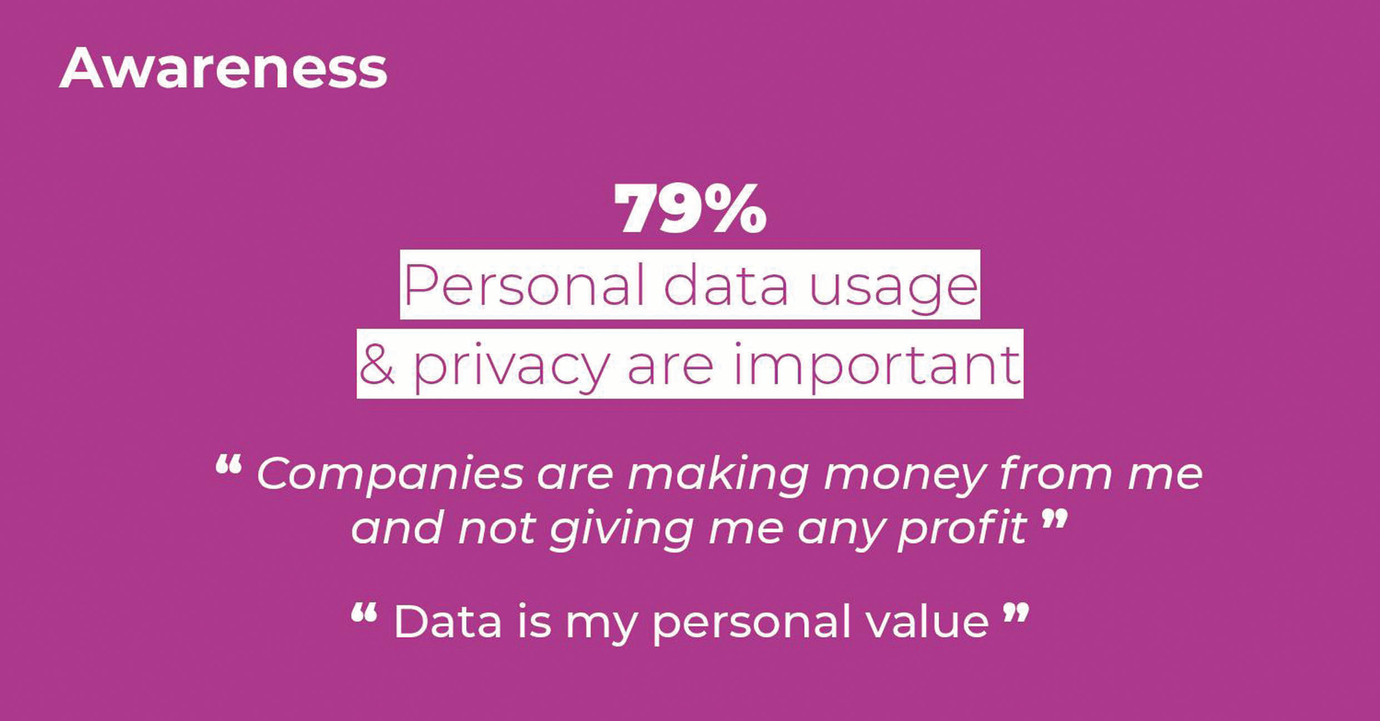 Awareness
79%
Personal data usage
& privacy are important
❝ Companies are making money from me
and not giving me any profit ❞
❝ Data is my personal value ❞